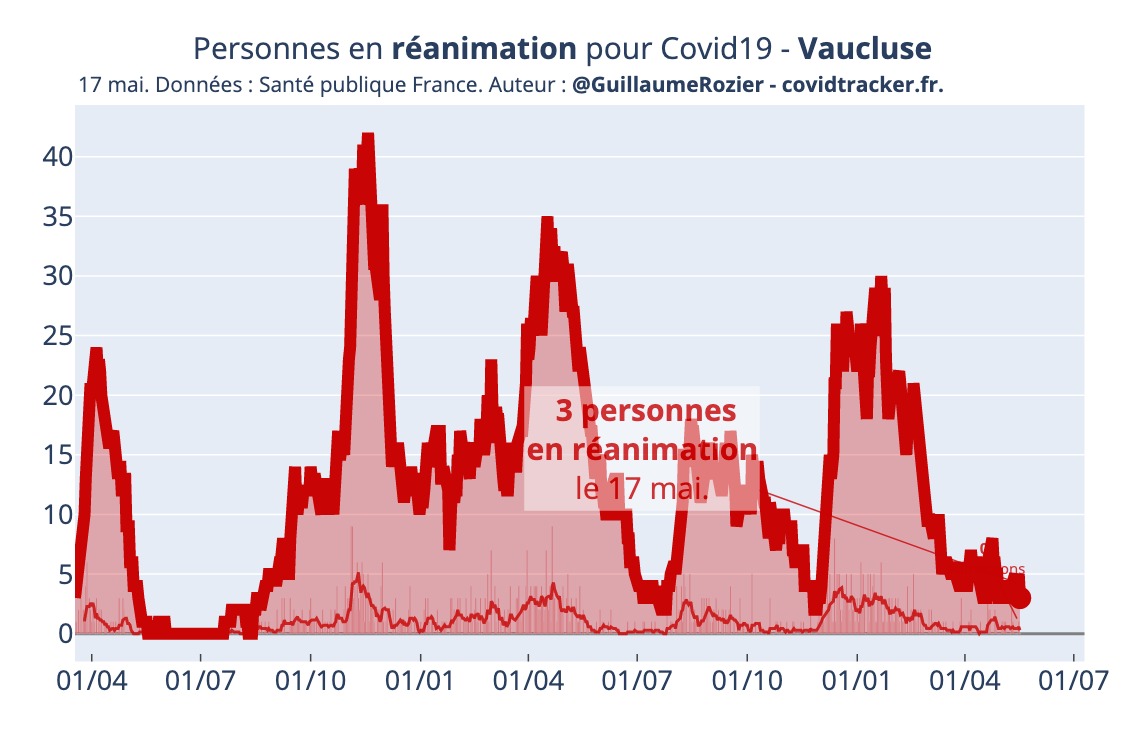 Personnes en réanimation pour Covid19 - Vaucluse
17 mai. Données : Santé publique France. Auteur : @GuillaumeRozier - covidtracker.fr.
40
35
30
25
20
15
10
5
0
3 personnes
en réanimation
le 17 mai.
01/04 01/07 01/10 01/01 01/04 01/07 01/10 01/01 01/04 01/07